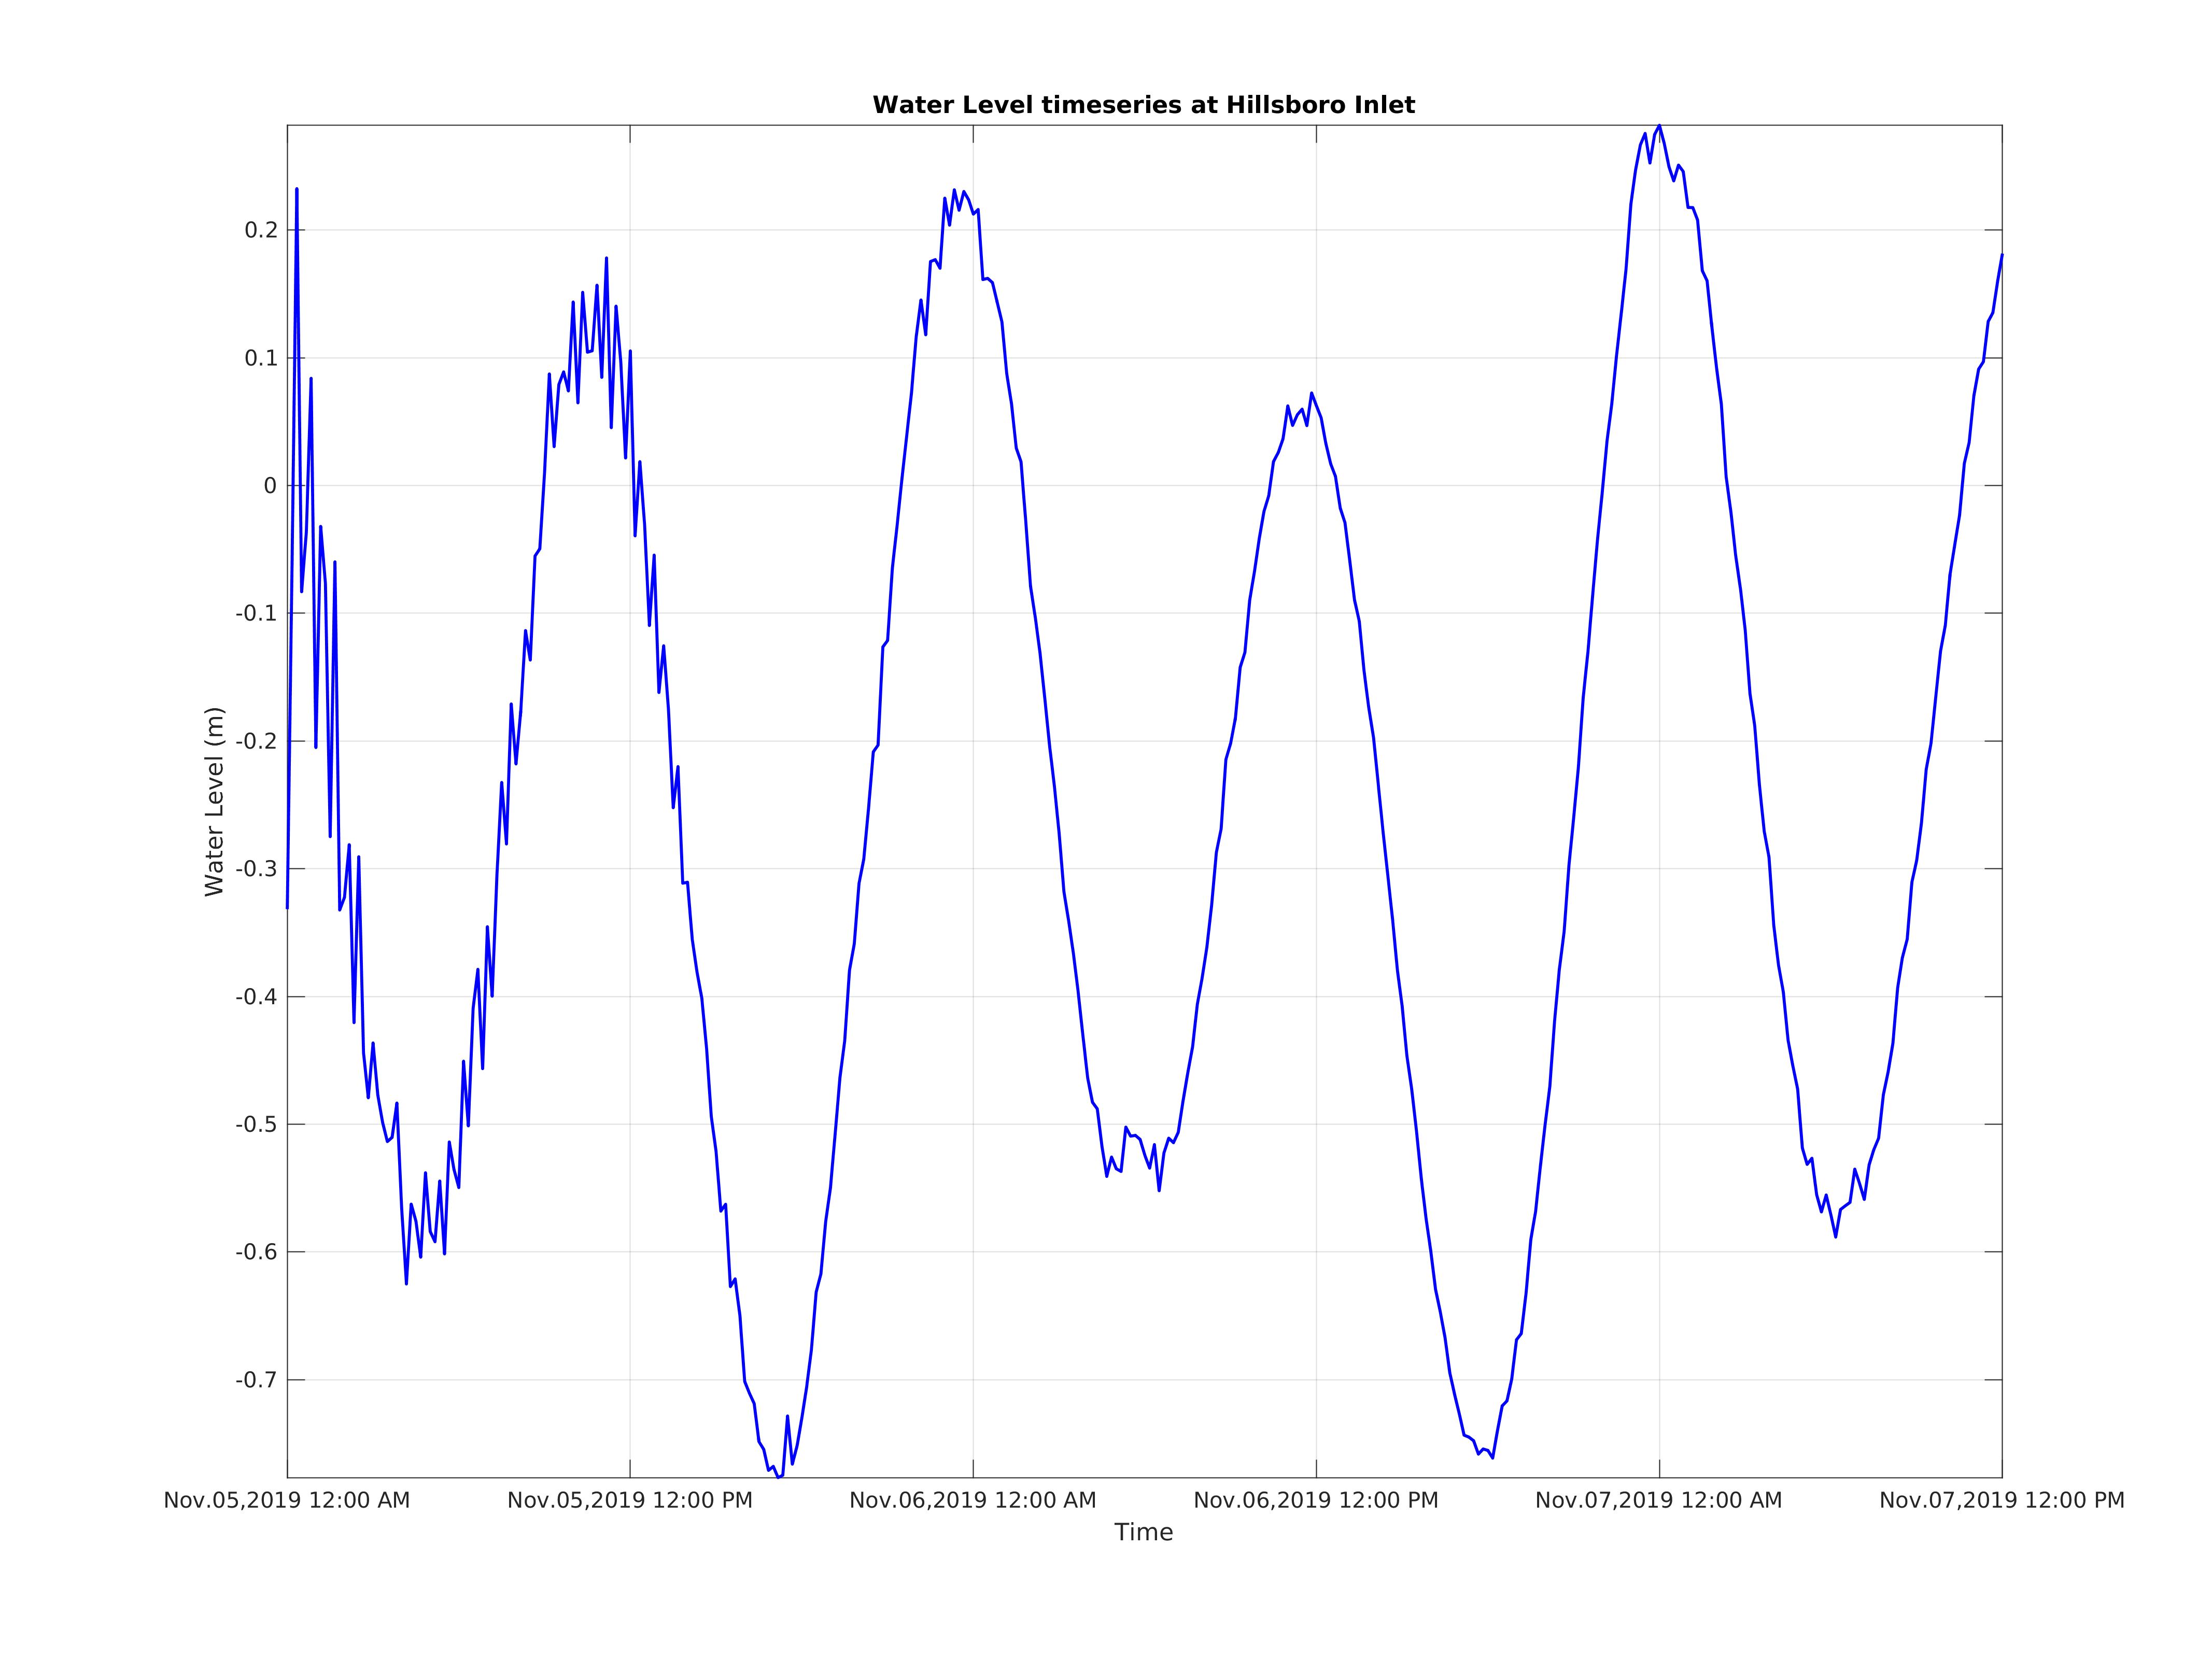 Water Level timeseries at Hillsboro Inlet
0.2
0.1
0
-0.1
-0.2
-0.3
-0.4
-0.5
-0.6
-0.7
Water Level (m)
Nov.05,2019 12:00 AM
Nov.05,2019 12:00 PM
Nov.06,2019 12:00 AM
Nov.06,2019 12:00 PM
Nov.07,2019 12:00 AM
Nov.07,2019 12:00 PM
Time